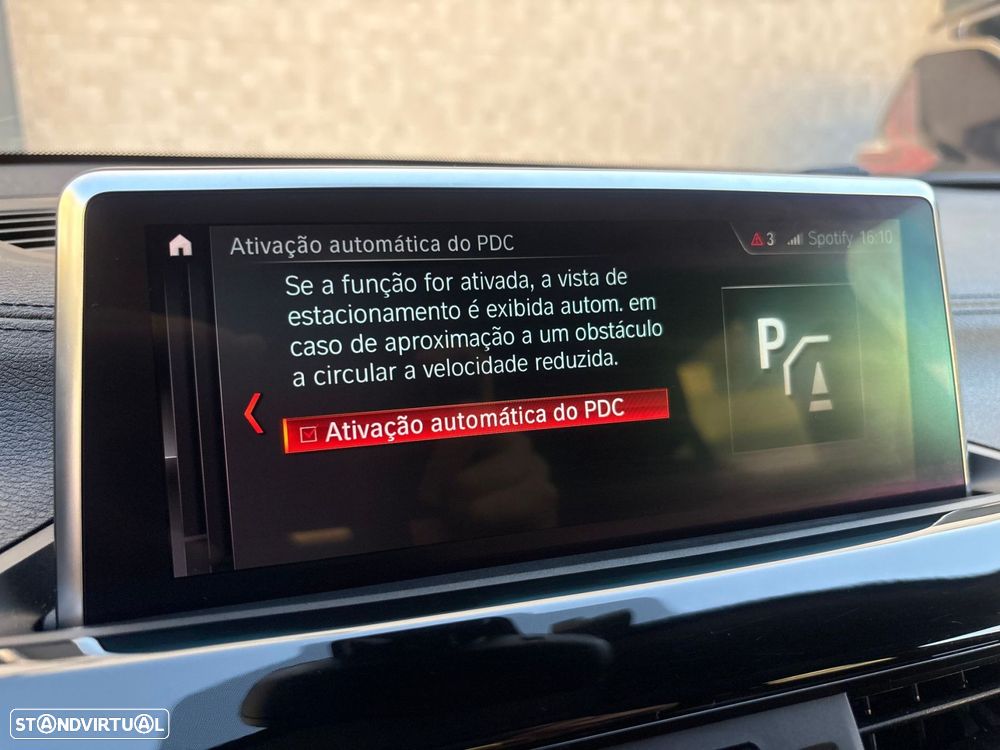 Ativação automática do PDC
3 Spotify 16:10
Se a função for ativada, a vista de
estacionamento é exibida autom. em
caso de aproximação a um obstáculo
a circular a velocidade reduzida.
Ativação automática do PDC
P
STANDVIRTUAL